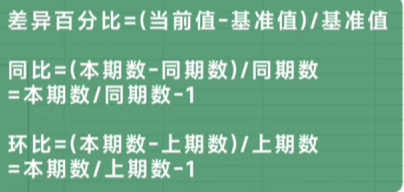 差异百分比=(当前值-基准值)/基准值
同比=(本期数-同期数)/同期数
=本期数/同期数-1
环比=(本期数-上期数)/上期数
=本期数/上期数-1